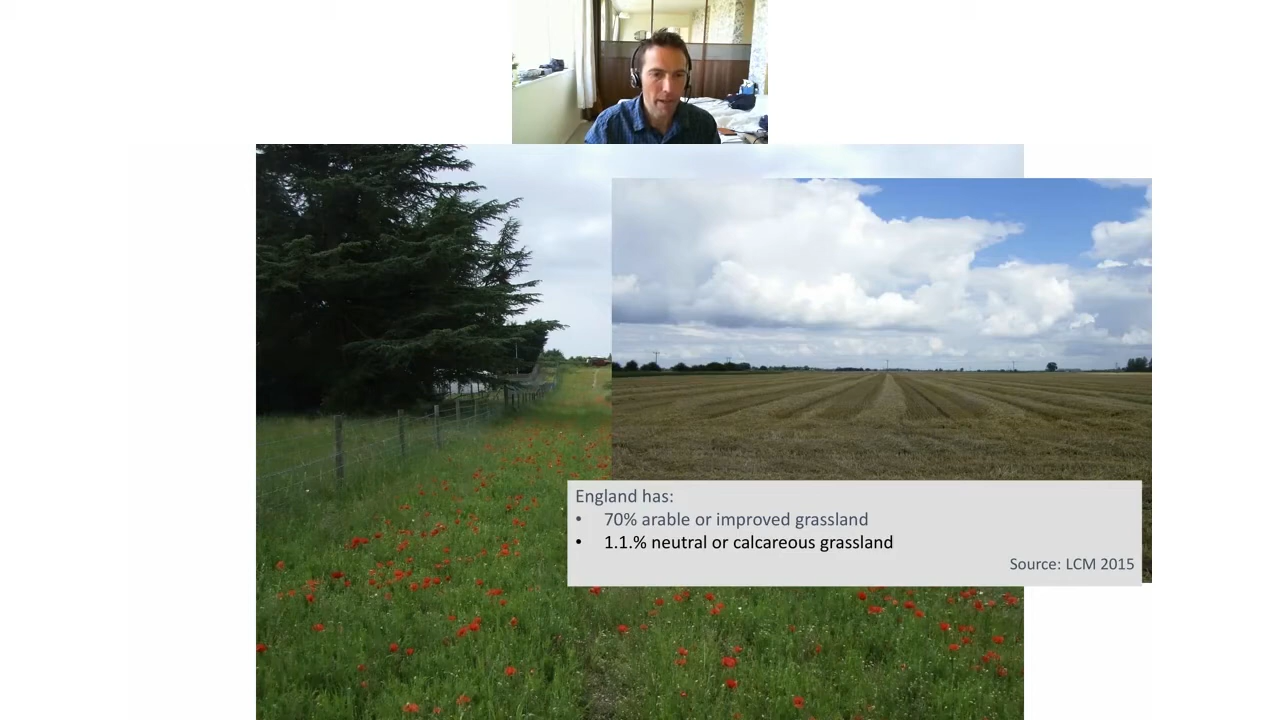 England has:
• 70% arable or improved grassland
• 1.1.% neutral or calcareous grassland
Source: LCM 2015